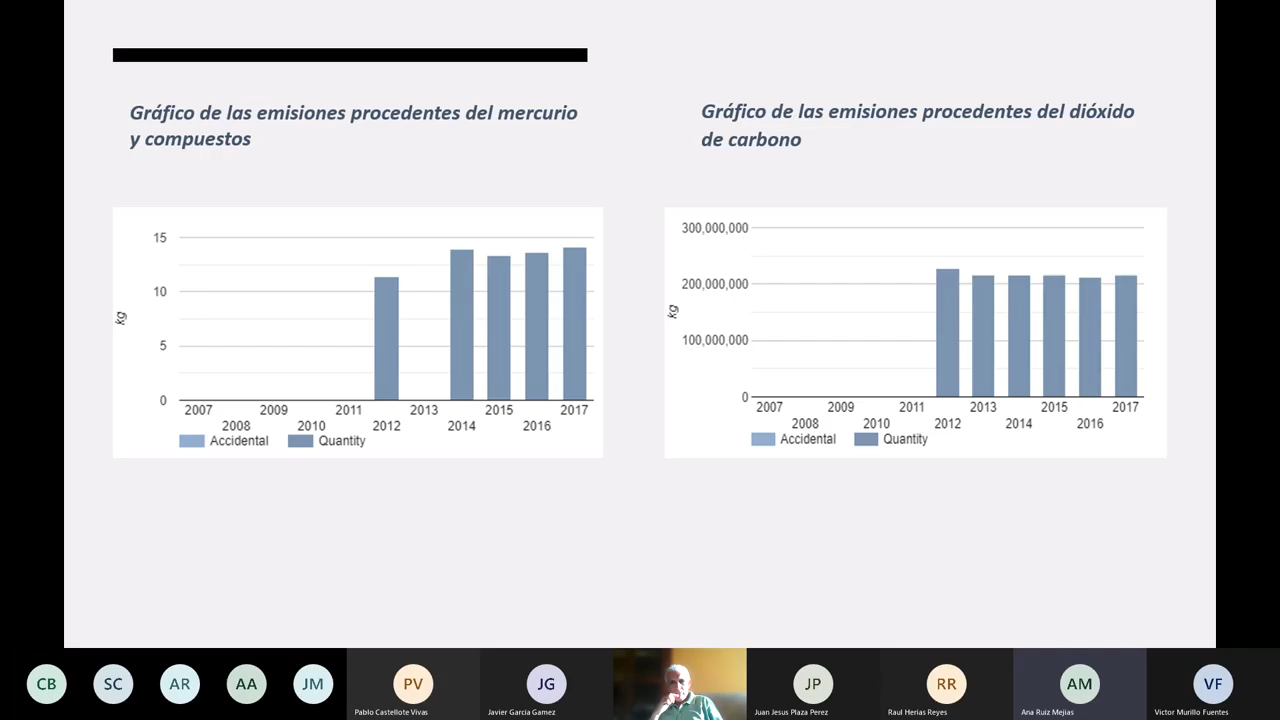 Gráfico de las emisiones procedentes del mercurio
y compuestos
Gráfico de las emisiones procedentes del dióxido
de carbono
15
10
5
0
kg
2007 2009 2011 2013 2015 2017
2008 2010 2012 2014 2016
Accidental Quantity
300,000,000
200,000,000
100,000,000
0
kg
2007 2009 2011 2013 2015 2017
2008 2010 2012 2014 2016
Accidental Quantity
CB SC AR AA JM PV JG JP RR AM VF
Pablo Castellote Vivas Javier García Gamez Juan Jesus Plaza Perez Raul Herias Reyes Ana Ruiz Mejias Victor Murillo Fuentes